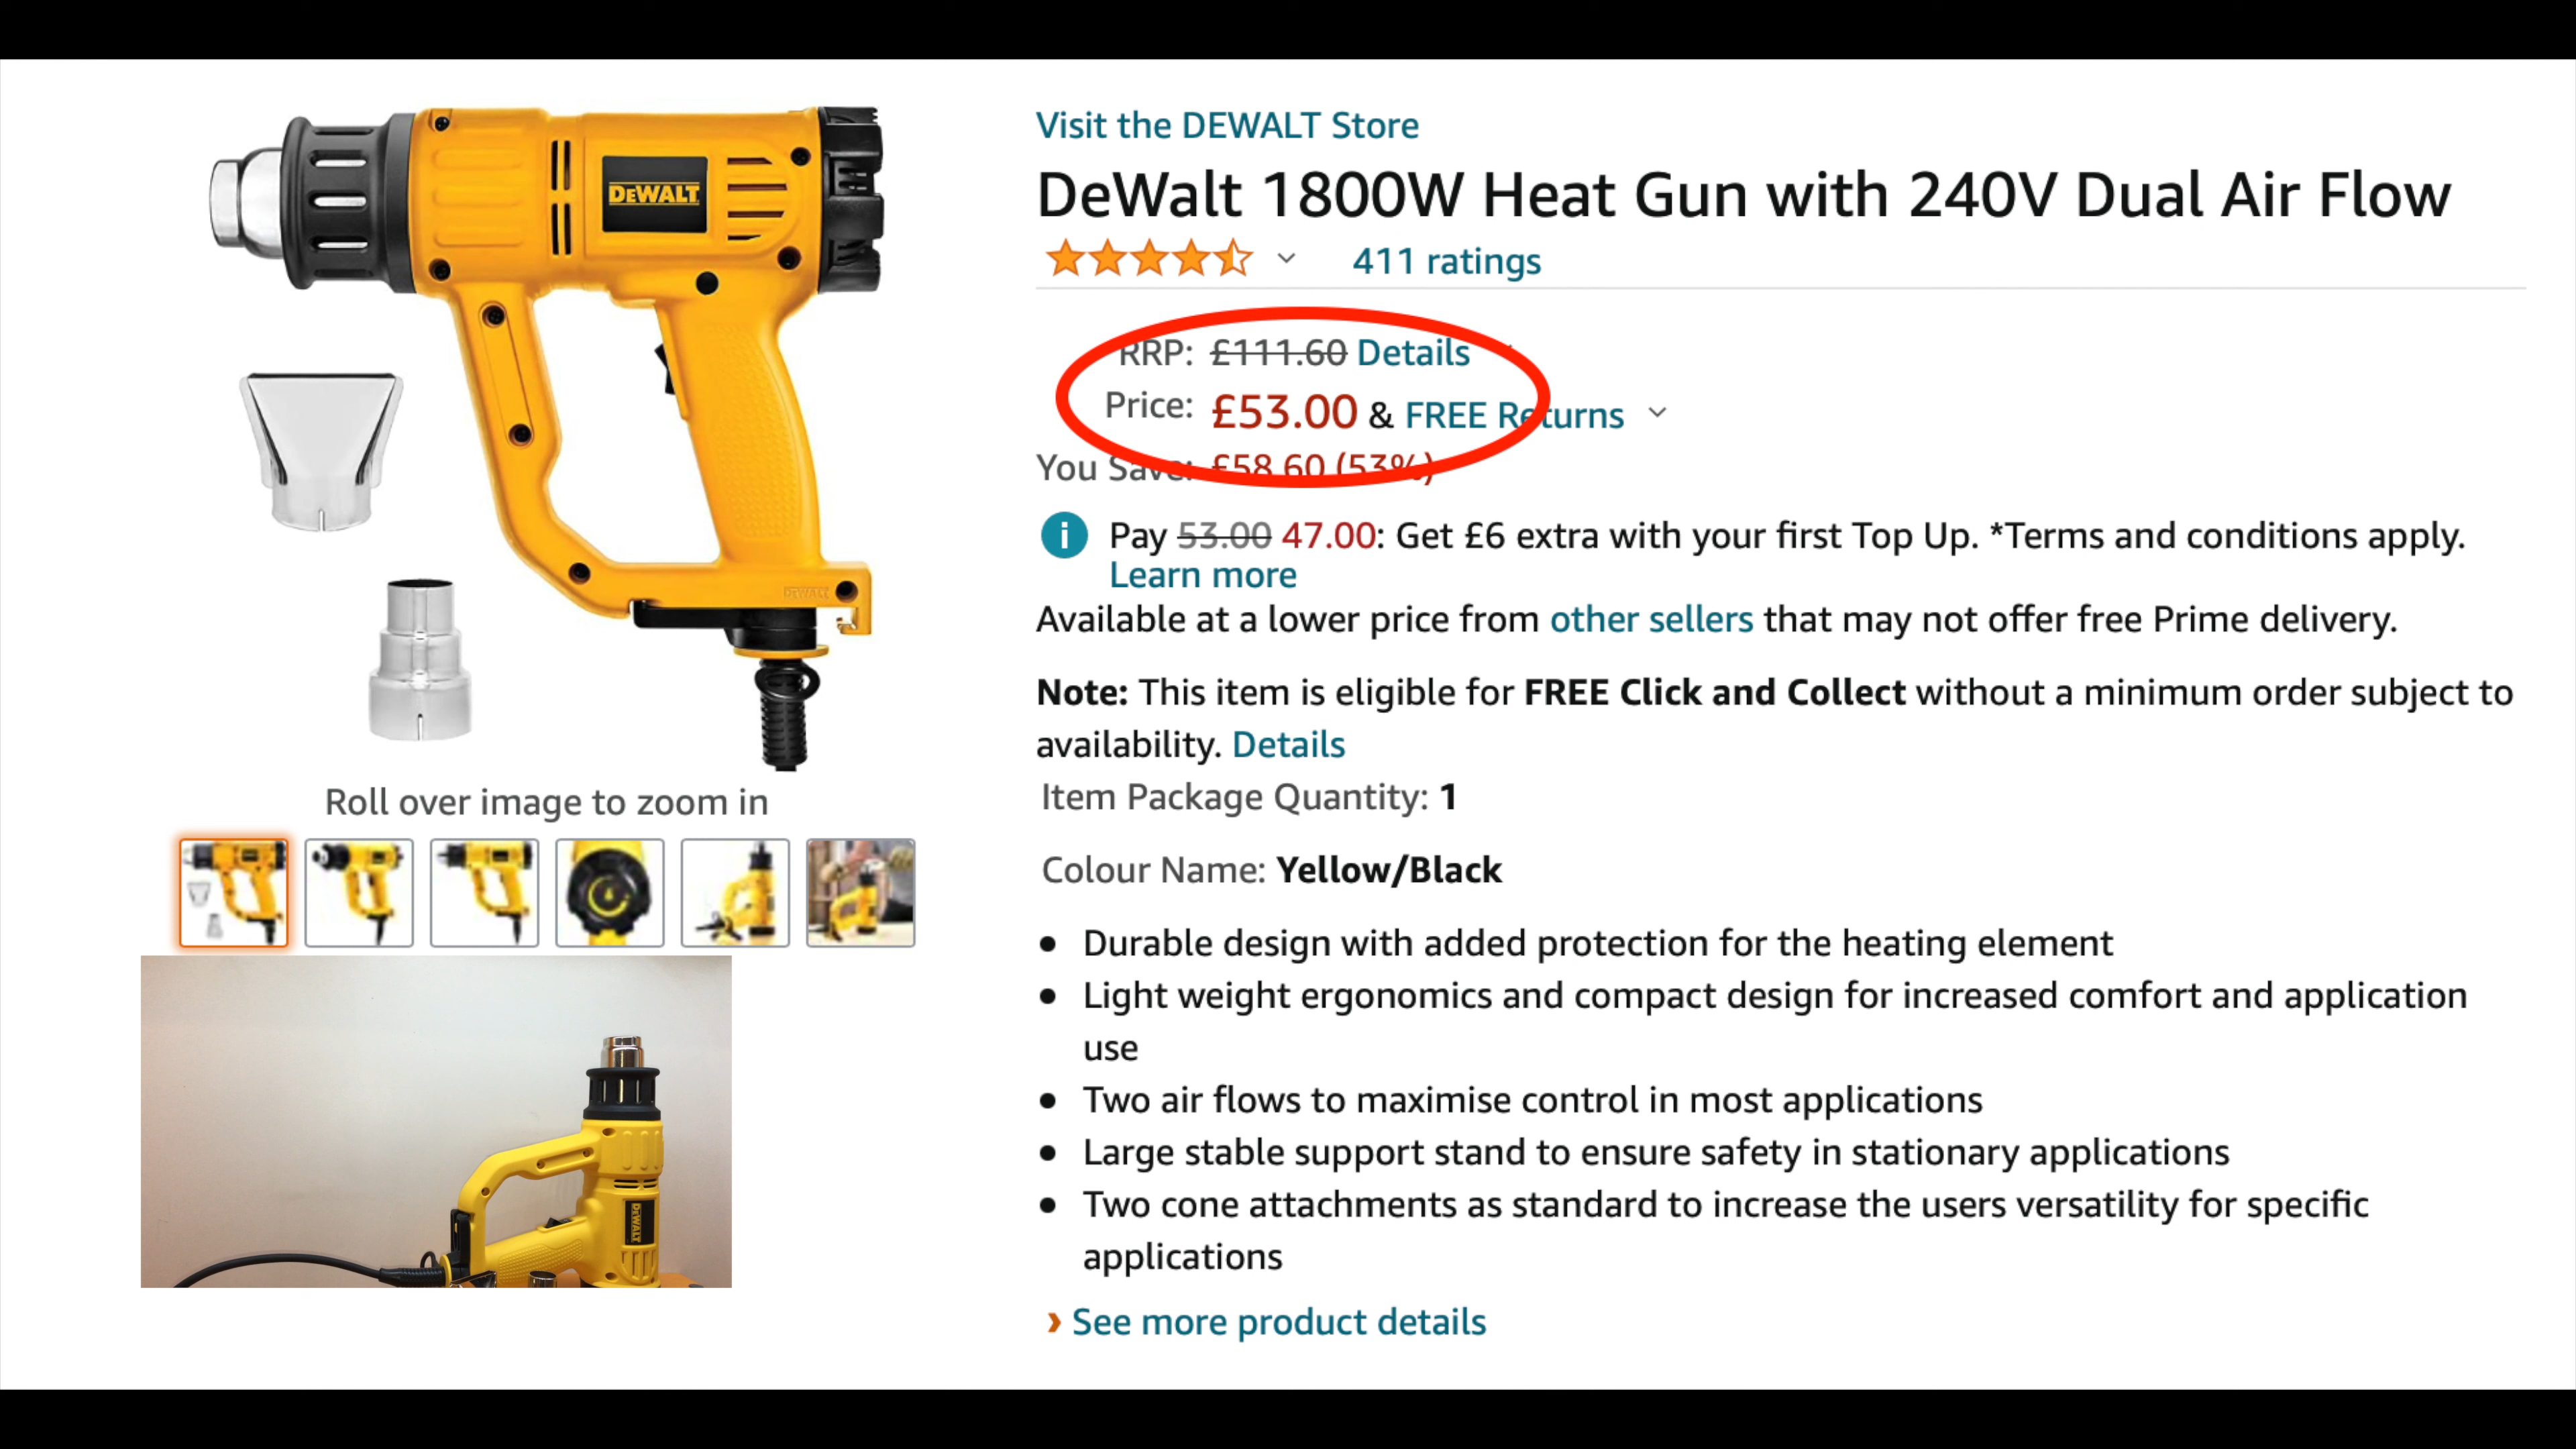 Visit the DEWALT Store
DeWalt 1800W Heat Gun with 240V Dual Air Flow
411 ratings
RRP: £111.60 Details
Price: £53.00 & FREE Returns
You Save: £58.60 (53%)
i Pay 53.00 47.00: Get £6 extra with your first Top Up. *Terms and conditions apply.
Learn more
Available at a lower price from other sellers that may not offer free Prime delivery.
Note: This item is eligible for FREE Click and Collect without a minimum order subject to
availability. Details
Item Package Quantity: 1
Colour Name: Yellow/Black
• Durable design with added protection for the heating element
• Light weight ergonomics and compact design for increased comfort and application
use
• Two air flows to maximise control in most applications
• Large stable support stand to ensure safety in stationary applications
• Two cone attachments as standard to increase the users versatility for specific
applications
› See more product details
DEWALT
DEWALT
Roll over image to zoom in
DEWALT